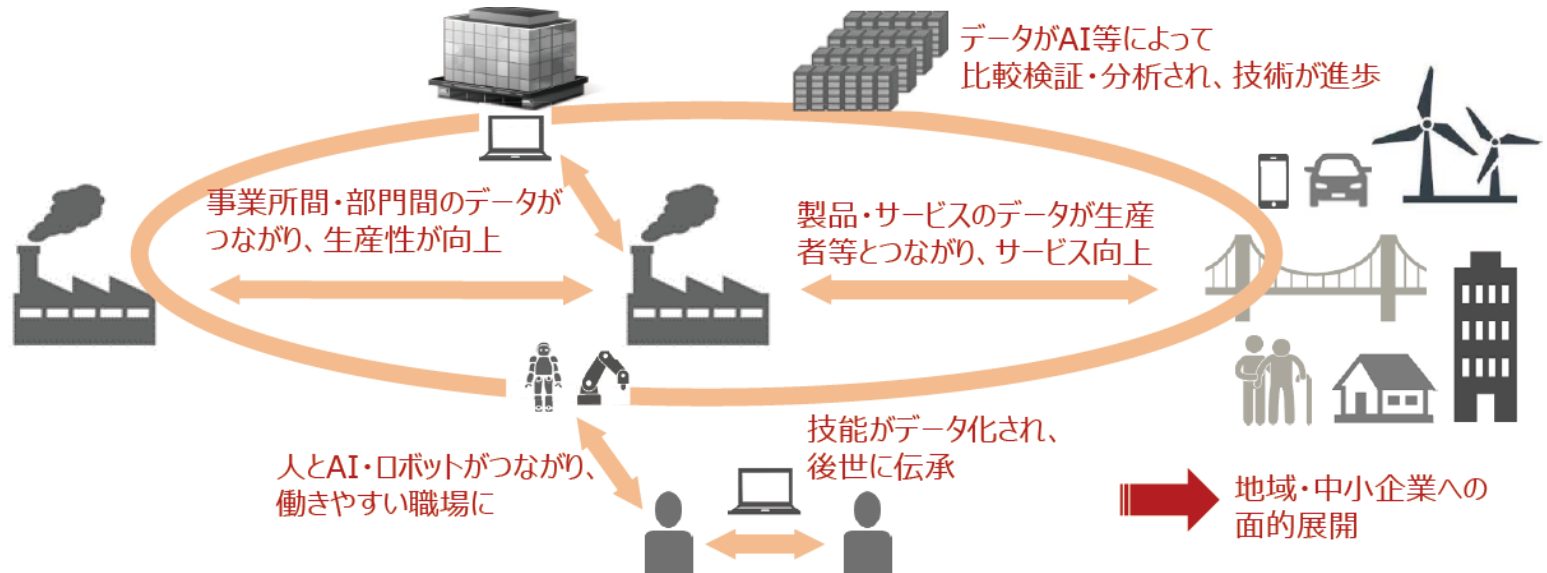 データがAI等によって
比較検証・分析され、技術が進歩
事業所間・部門間のデータが
つながり、生産性が向上
製品・サービスのデータが生産
者等とつながり、サービス向上
人とAI・ロボットがつながり、
働きやすい職場に
技能がデータ化され、
後世に伝承
地域・中小企業への
面的展開